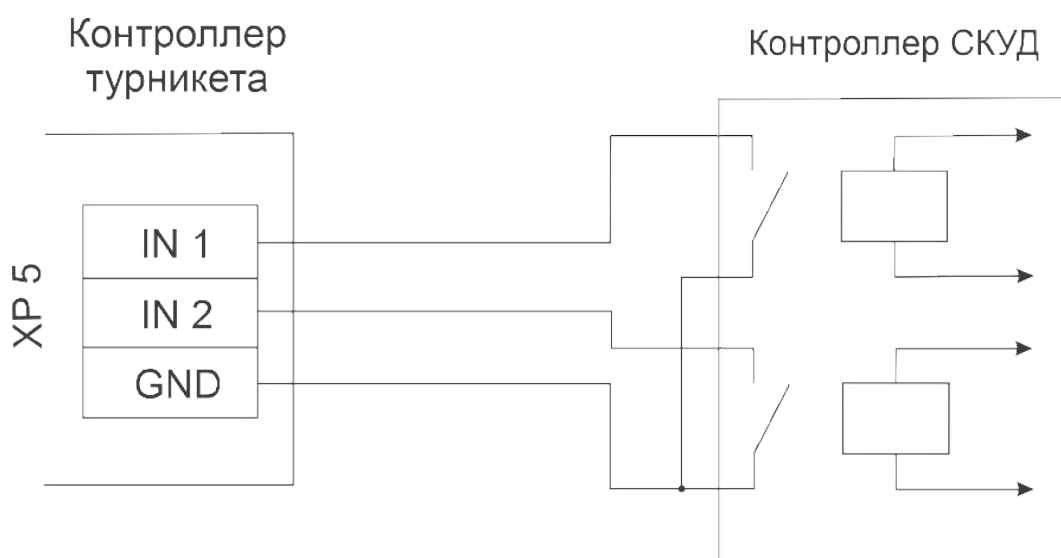 Контроллер
турникета
Контроллер СКУД
XP 5
IN 1
IN 2
GND